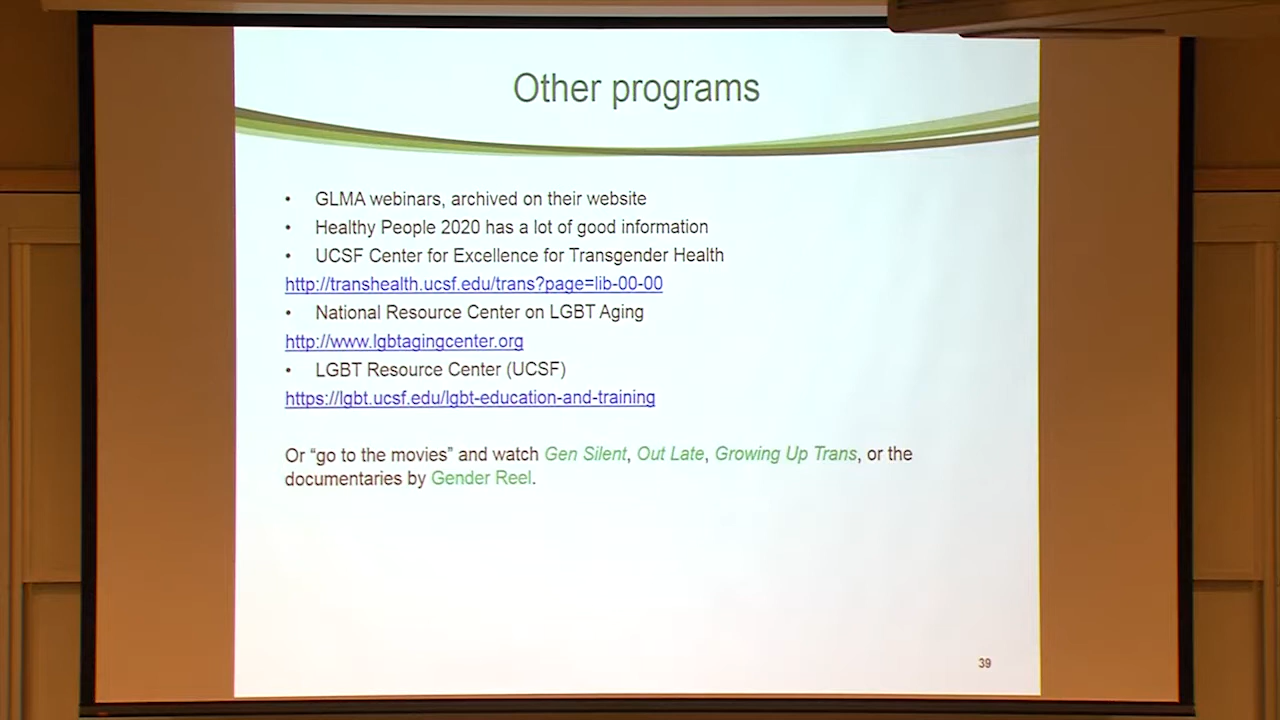 Other programs
• GLMA webinars, archived on their website
• Healthy People 2020 has a lot of good information
• UCSF Center for Excellence for Transgender Health
http://transhealth.ucsf.edu/trans?page=lib-00-00
• National Resource Center on LGBT Aging
http://www.lgbtagingcenter.org
• LGBT Resource Center (UCSF)
https://lgbt.ucsf.edu/lgbt-education-and-training
Or “go to the movies” and watch Gen Silent, Out Late, Growing Up Trans, or the
documentaries by Gender Reel.
39